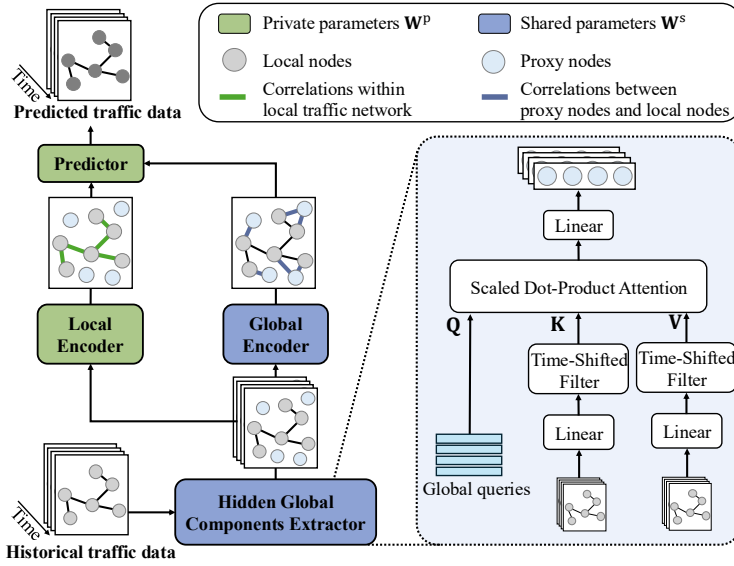 Private parameters W^p
Shared parameters W^s
Local nodes
Proxy nodes
Correlations within
local traffic network
Correlations between
proxy nodes and local nodes
Time
Predicted traffic data
Predictor
Local
Encoder
Global
Encoder
Hidden Global
Components Extractor
Time
Historical traffic data
Linear
Scaled Dot-Product Attention
Q
K
V
Time-Shifted
Filter
Time-Shifted
Filter
Linear
Linear
Global queries